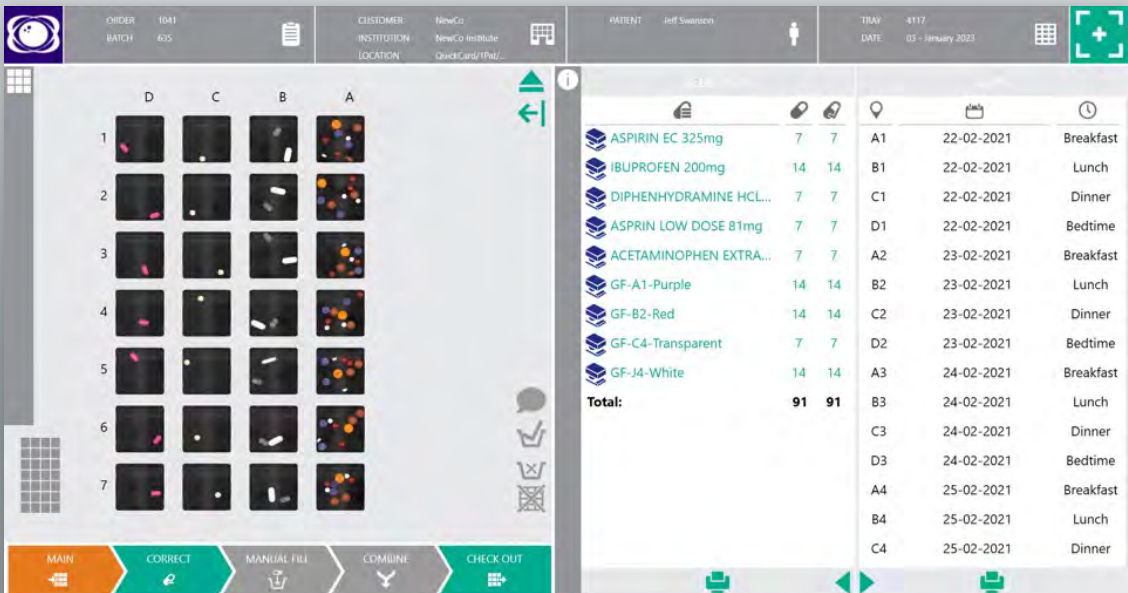 ORDER 1041
BATCH 635
CUSTOMER NewCo
INSTITUTION NewCo Institute
LOCATION QuickCard/1Pat/...
PATIENT Jeff Swanson
TRAY 4117
DATE 03 - January 2023
D C B A
1
2
3
4
5
6
7
MAIN
CORRECT
MANUAL FILL
COMBINE
CHECK OUT
ASPIRIN EC 325mg 7 7
IBUPROFEN 200mg 14 14
DIPHENHYDRAMINE HCL... 7 7
ASPRIN LOW DOSE 81mg 7 7
ACETAMINOPHEN EXTRA... 7 7
GF-A1-Purple 14 14
GF-B2-Red 14 14
GF-C4-Transparent 7 7
GF-J4-White 14 14
Total: 91 91
A1 22-02-2021 Breakfast
B1 22-02-2021 Lunch
C1 22-02-2021 Dinner
D1 22-02-2021 Bedtime
A2 23-02-2021 Breakfast
B2 23-02-2021 Lunch
C2 23-02-2021 Dinner
D2 23-02-2021 Bedtime
A3 24-02-2021 Breakfast
B3 24-02-2021 Lunch
C3 24-02-2021 Dinner
D3 24-02-2021 Bedtime
A4 25-02-2021 Breakfast
B4 25-02-2021 Lunch
C4 25-02-2021 Dinner